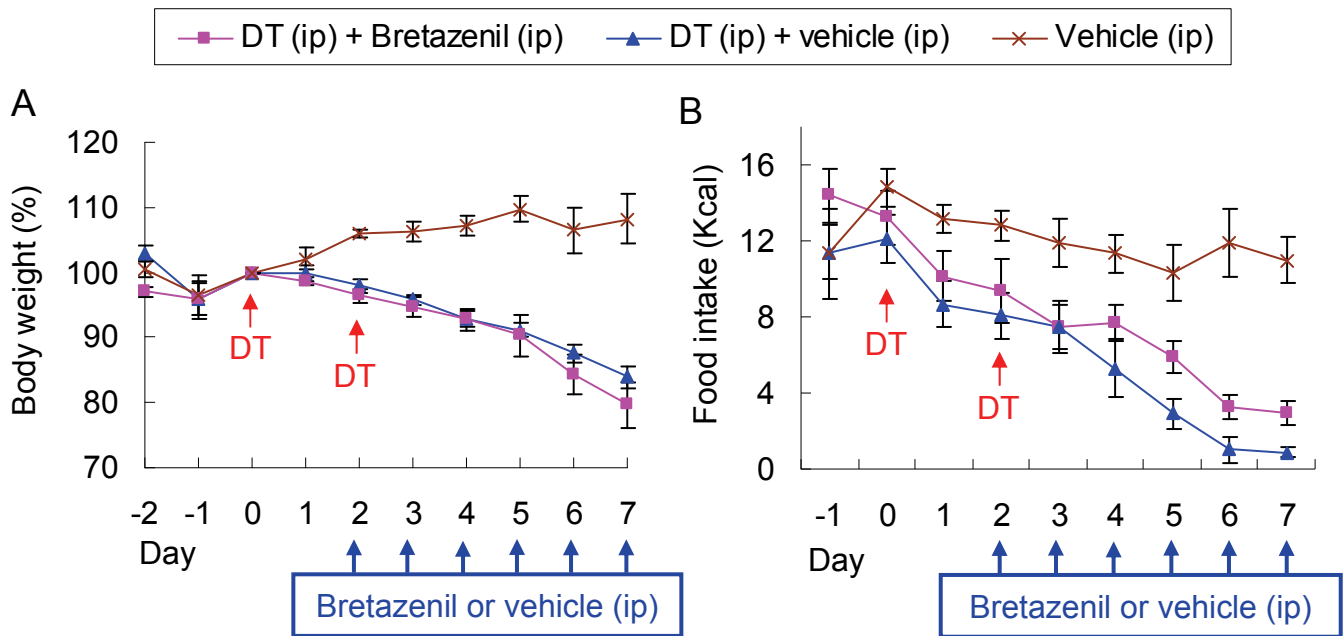 DT (ip) + Bretazenil (ip) DT (ip) + vehicle (ip) Vehicle (ip)
A
Body weight (%)
120
110
100
90
80
70
DT
DT
-2 -1 0 1 2 3 4 5 6 7
Day
Bretazenil or vehicle (ip)
B
Food intake (Kcal)
16
12
8
4
0
DT
DT
-1 0 1 2 3 4 5 6 7
Day
Bretazenil or vehicle (ip)